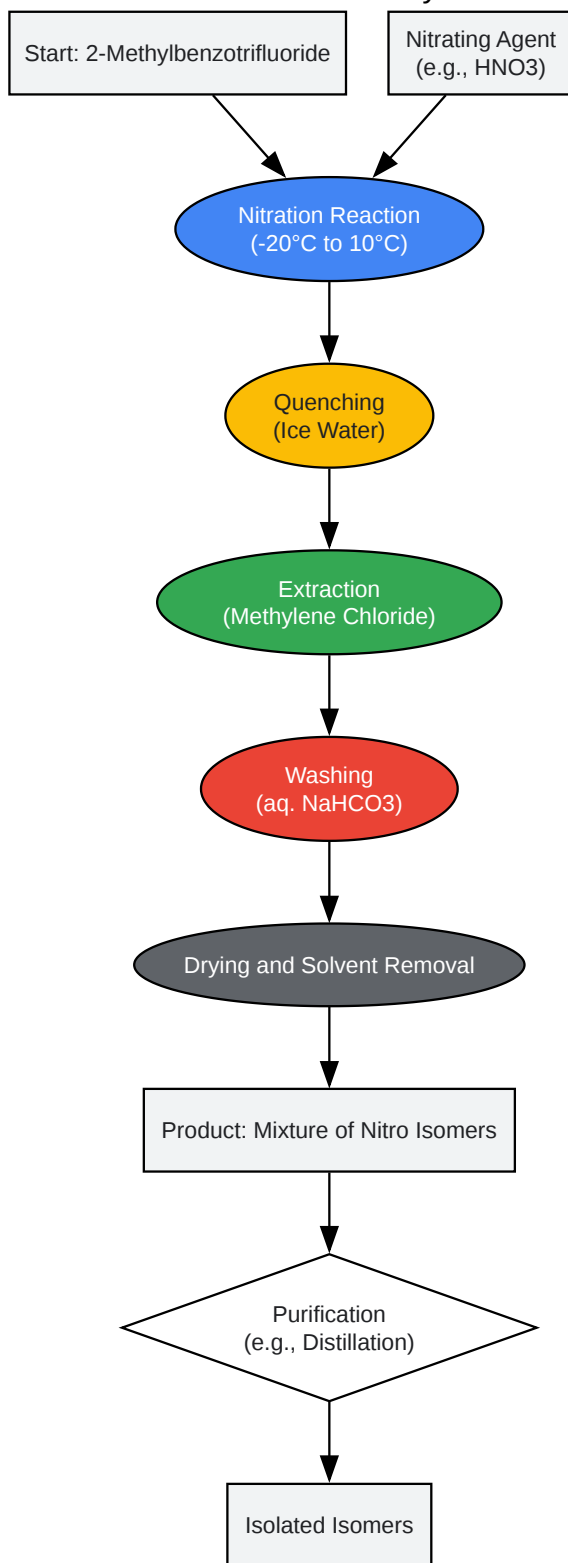 Start: 2-Methylbenzotrifluoride
Nitrating Agent
(e.g., HNO3)
Nitration Reaction
(-20°C to 10°C)
Quenching
(Ice Water)
Extraction
(Methylene Chloride)
Washing
(aq. NaHCO3)
Drying and Solvent Removal
Product: Mixture of Nitro Isomers
Purification
(e.g., Distillation)
Isolated Isomers